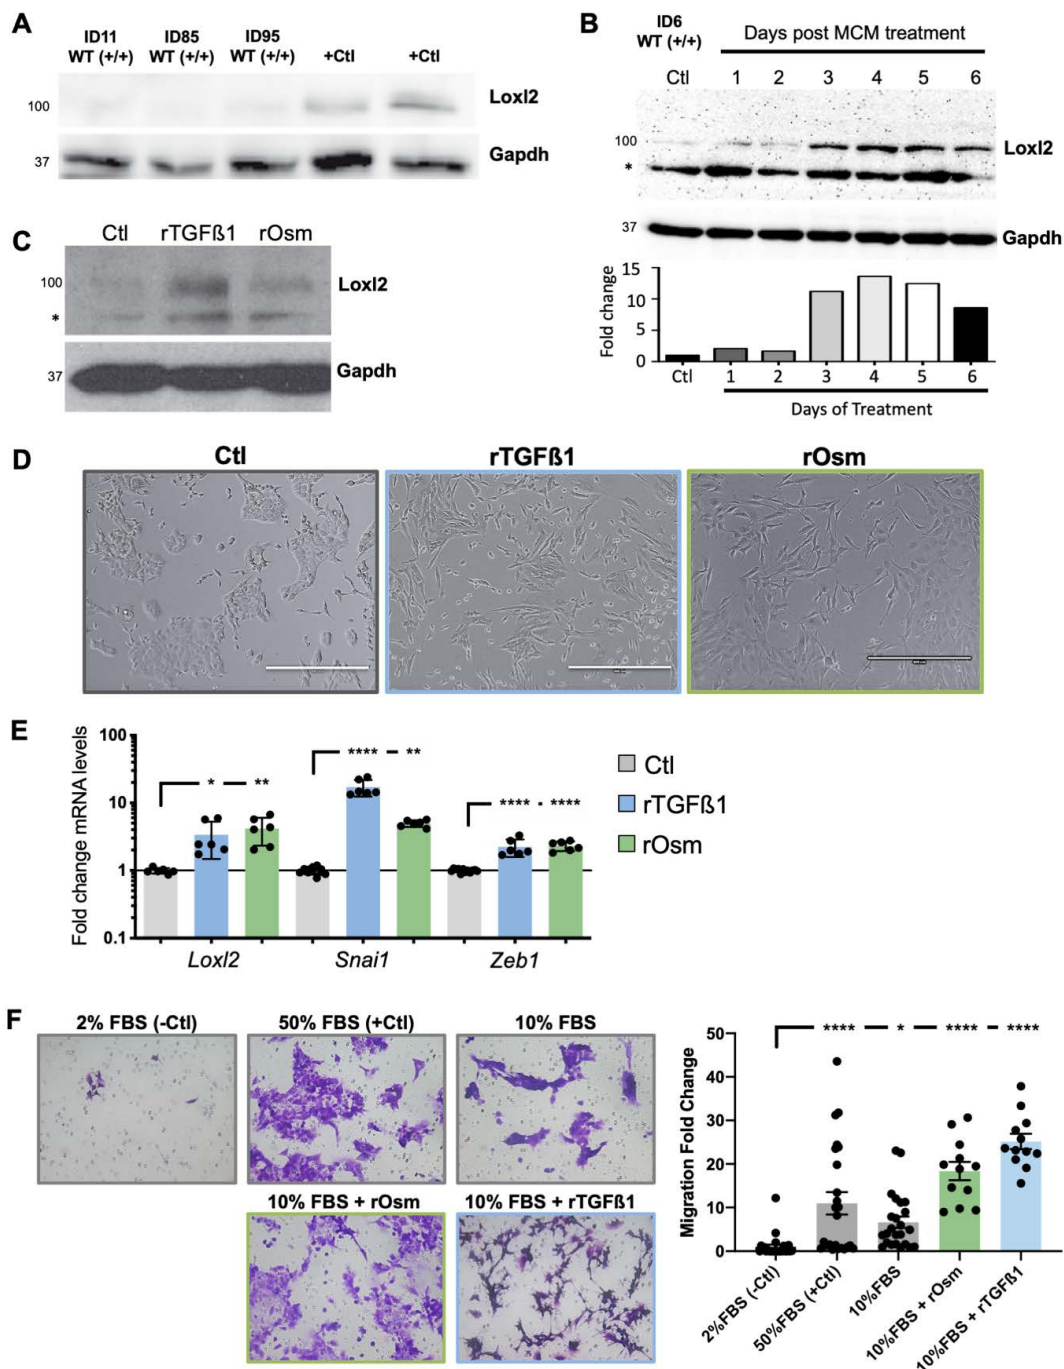 A
ID11 ID85 ID95
WT (+/+) WT (+/+) WT (+/+) +Ctl +Ctl
100 Loxl2
37 Gapdh
B
ID6
WT (+/+) Days post MCM treatment
Ctl 1 2 3 4 5 6
100 Loxl2
*
37 Gapdh
15
10
5
0
Fold change
Ctl 1 2 3 4 5 6
Days of Treatment
C
Ctl rTGFß1 rOsm
100 Loxl2
*
37 Gapdh
D
Ctl rTGFß1 rOsm
E
Fold change mRNA levels
100
10
1
0.1
* **
**** **
**** ****
Loxl2 Snai1 Zeb1
Ctl
rTGFß1
rOsm
F
2% FBS (-Ctl) 50% FBS (+Ctl) 10% FBS
10% FBS + rOsm 10% FBS + rTGFß1
Migration Fold Change
50
40
30
20
10
0
**** * **** ****
2%FBS (-Ctl)
50%FBS (+Ctl)
10%FBS
10%FBS + rOsm
10%FBS + rTGFß1